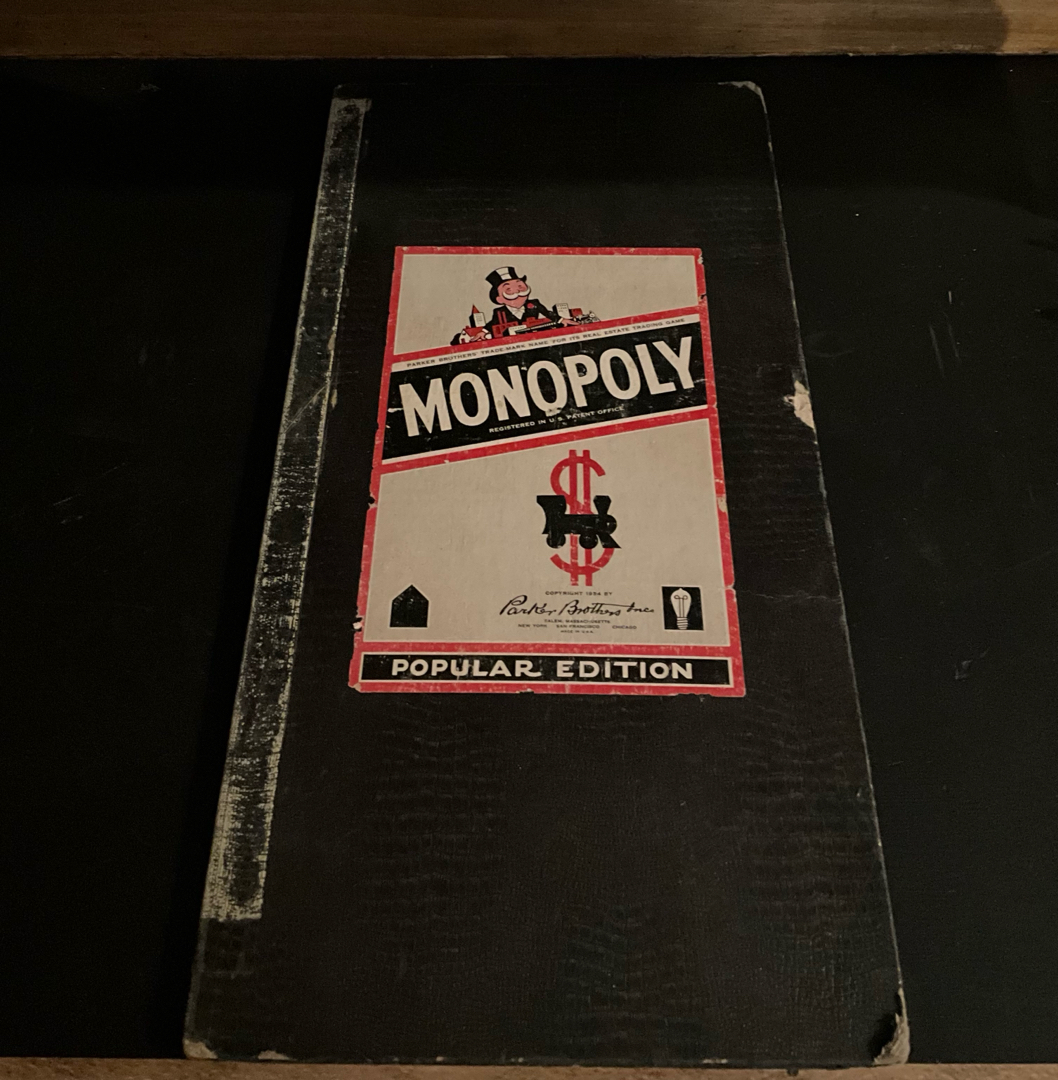 PARKER BROTHERS TRADE-MARK NAME FOR ITS REAL ESTATE TRADING GAME
MONOPOLY
REGISTERED IN U.S. PATENT OFFICE
COPYRIGHT 1954 BY
Parker Brothers Inc.
SALEM, MASSACHUSETTS
NEW YORK SAN FRANCISCO CHICAGO
MADE IN U.S.A.
POPULAR EDITION